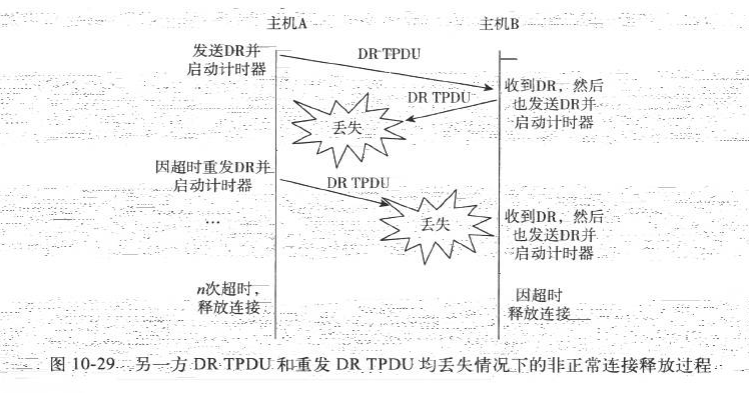 主机A
主机B
发送DR并
启动计时器
DR TPDU
收到DR，然后
也发送DR并
启动计时器
DR TPDU
丢失
因超时重发DR并
启动计时器
DR TPDU
丢失
收到DR，然后
也发送DR并
启动计时器
…
n次超时，
释放连接
因超时
释放连接
图 10-29 另一方 DR TPDU 和重发 DR TPDU 均丢失情况下的非正常连接释放过程